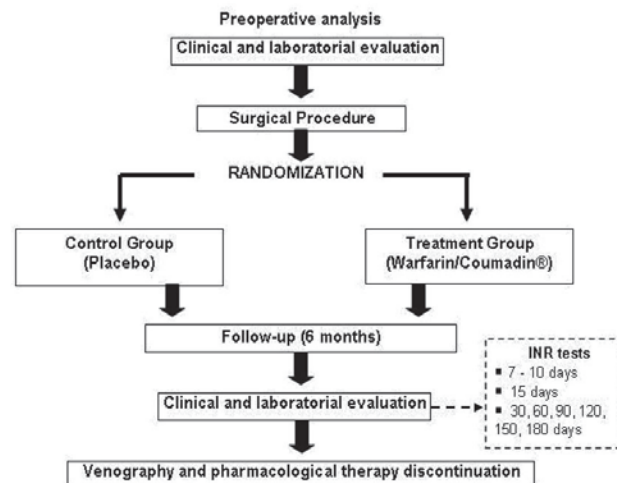 Preoperative analysis
Clinical and laboratorial evaluation
Surgical Procedure
RANDOMIZATION
Control Group
(Placebo)
Treatment Group
(Warfarin/Coumadin®)
Follow-up (6 months)
Clinical and laboratorial evaluation
INR tests
▪ 7 - 10 days
▪ 15 days
▪ 30, 60, 90, 120,
150, 180 days
Venography and pharmacological therapy discontinuation